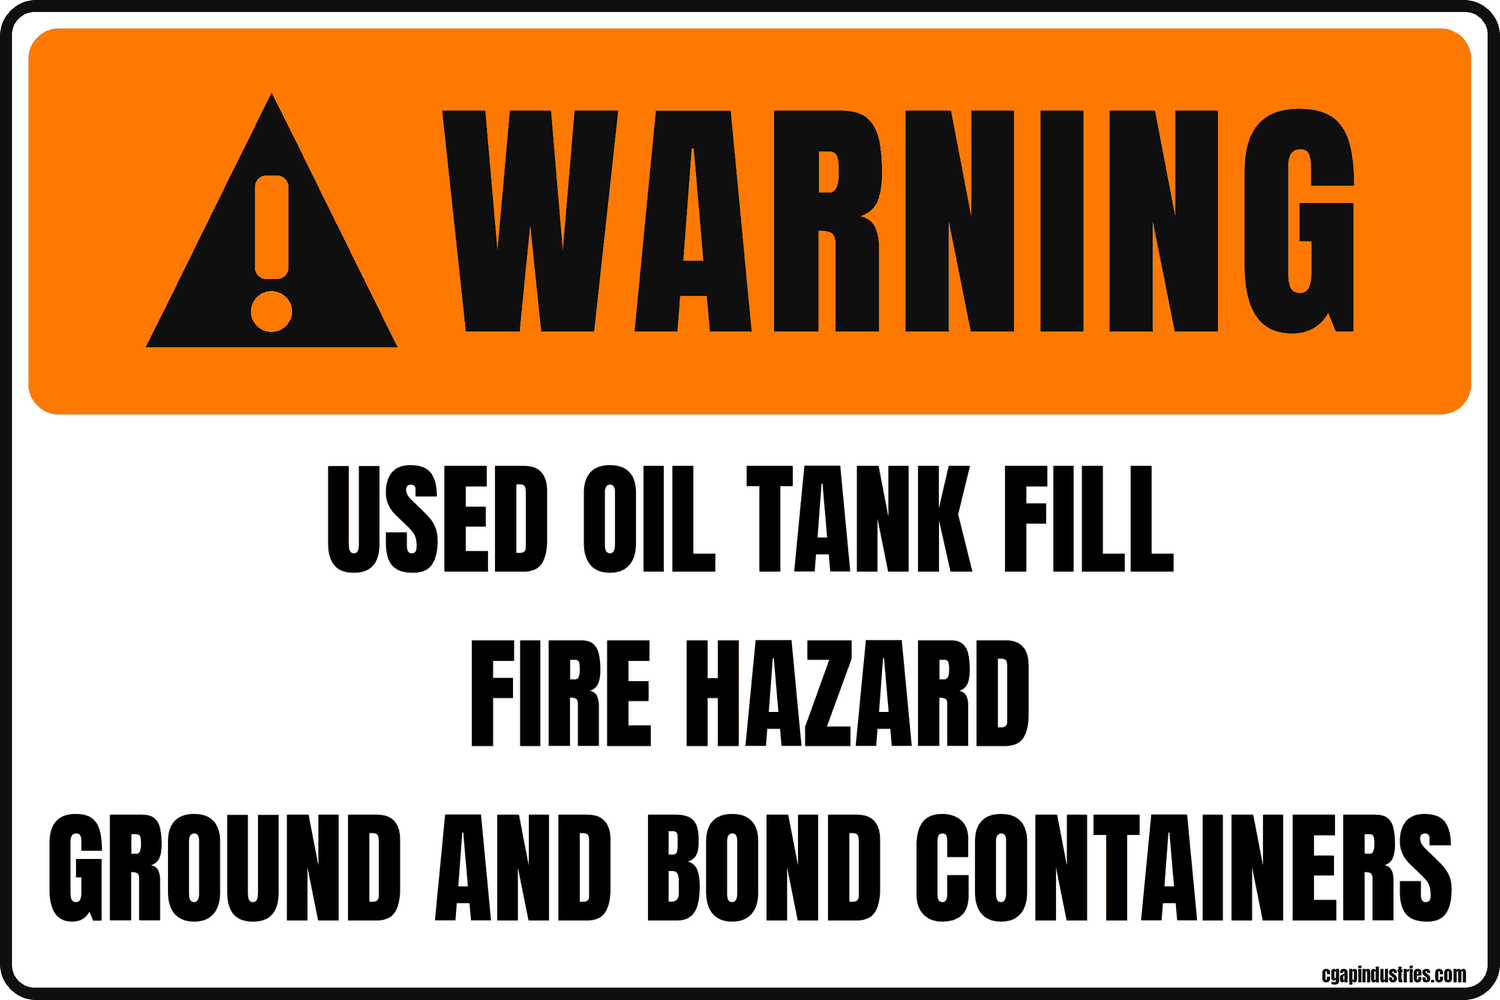 WARNING
USED OIL TANK FILL
FIRE HAZARD
GROUND AND BOND CONTAINERS
cgapindustries.com